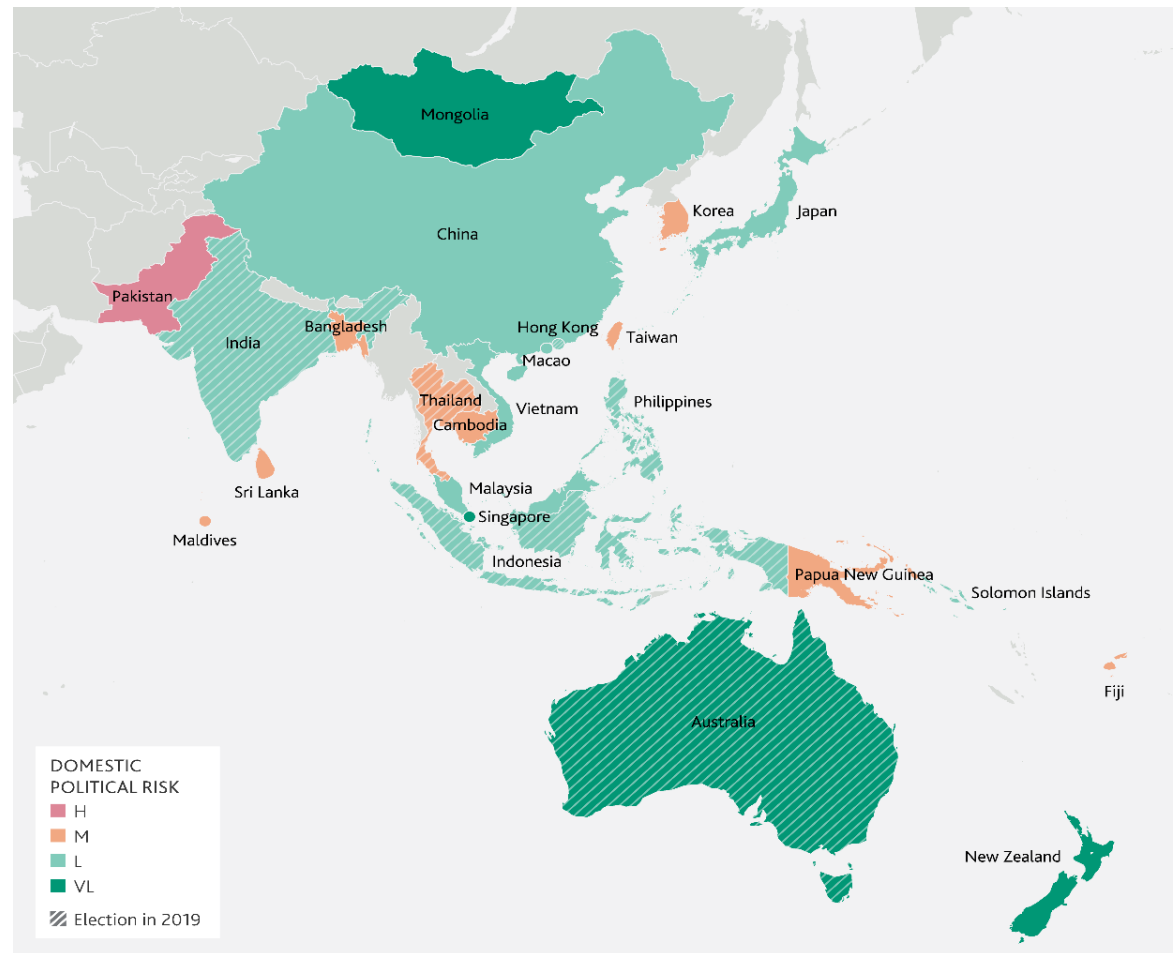 Mongolia
Korea
Japan
China
Pakistan
Bangladesh
Hong Kong
India
Taiwan
Macao
Thailand
Vietnam
Philippines
Cambodia
Sri Lanka
Malaysia
Singapore
Maldives
Indonesia
Papua New Guinea
Solomon Islands
Fiji
Australia
New Zealand
DOMESTIC
POLITICAL RISK
H
M
L
VL
Election in 2019